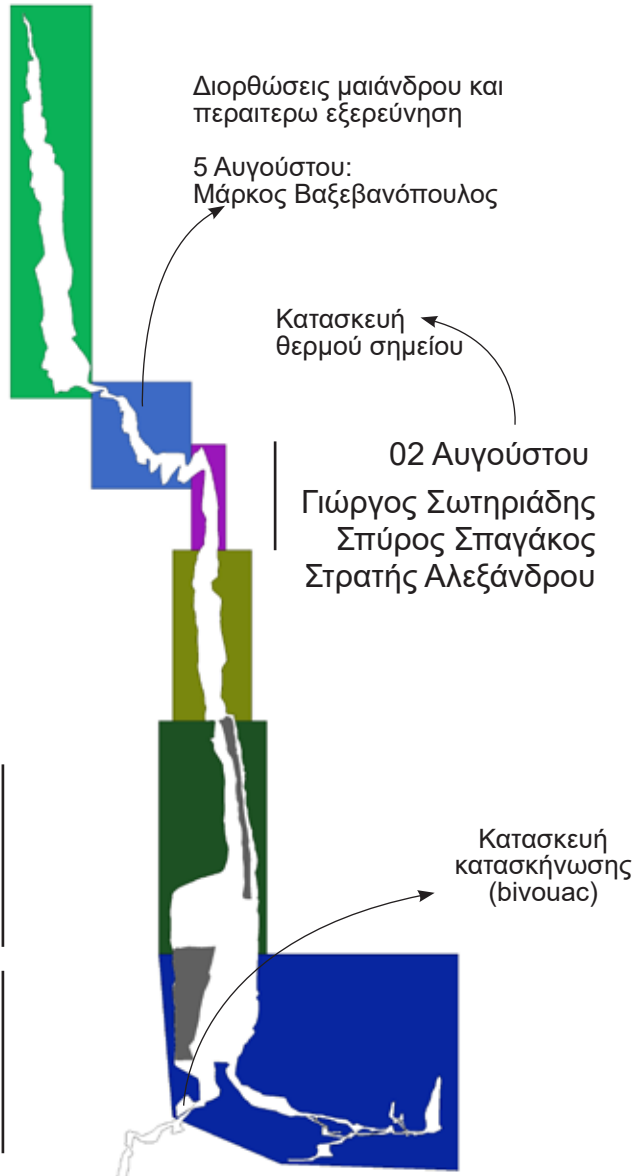 Διορθώσεις μαιάνδρου και
περαιτερω εξερεύνηση
5 Αυγούστου:
Μάρκος Βαξεβανόπουλος
Κατασκευή
θερμού σημείου
02 Αυγούστου
Γιώργος Σωτηριάδης
Σπύρος Σπαγάκος
Στρατής Αλεξάνδρου
Κατασκευή
κατασκήνωσης
(bivouac)